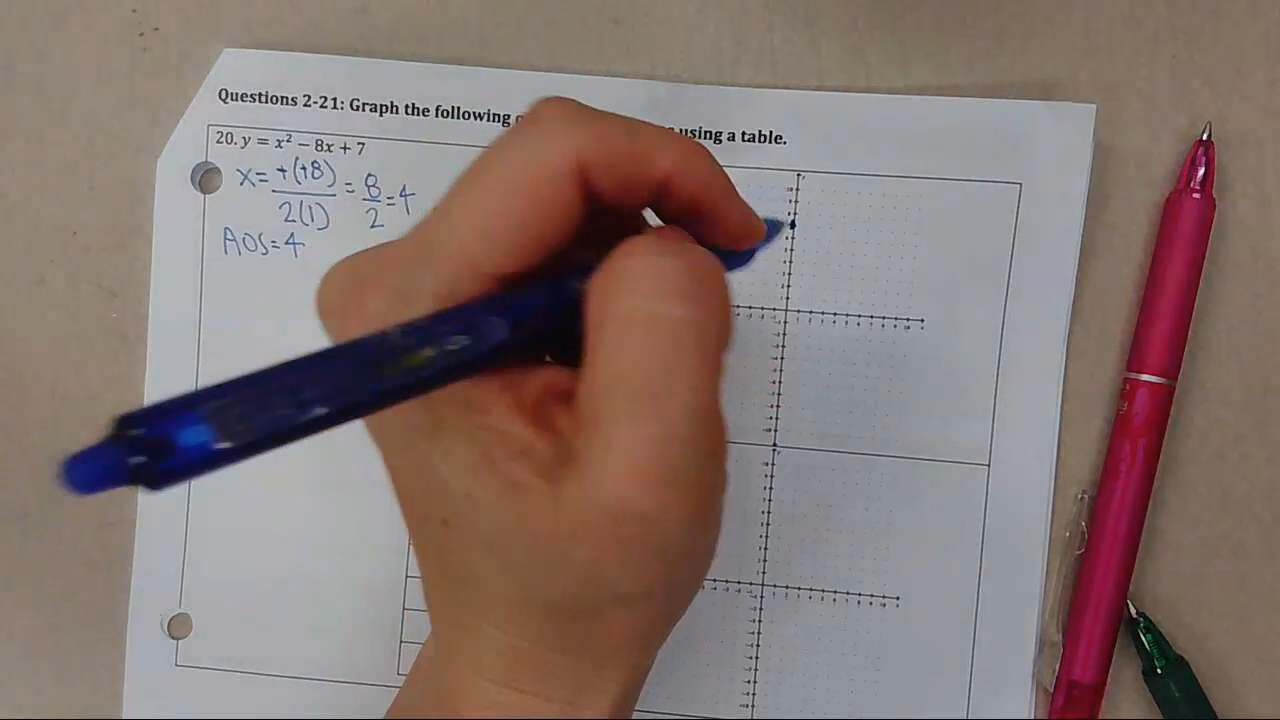 Questions 2-21: Graph the following using a table.
20. y = x² − 8x + 7
x = +(+8) / 2(1) = 8/2 = 4
AOS = 4